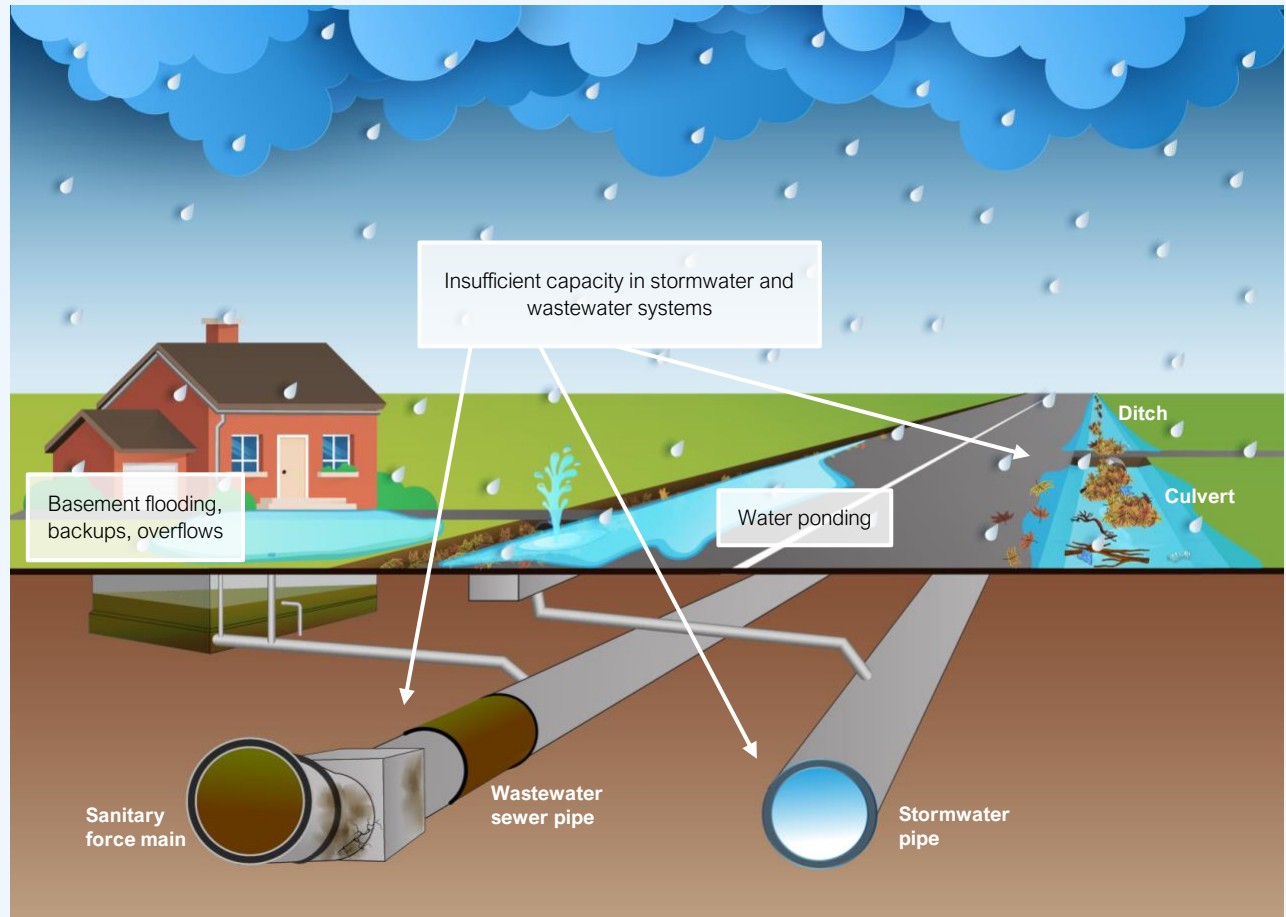 Insufficient capacity in stormwater and
wastewater systems
Ditch
Culvert
Basement flooding,
backups, overflows
Water ponding
Sanitary
force main
Wastewater
sewer pipe
Stormwater
pipe